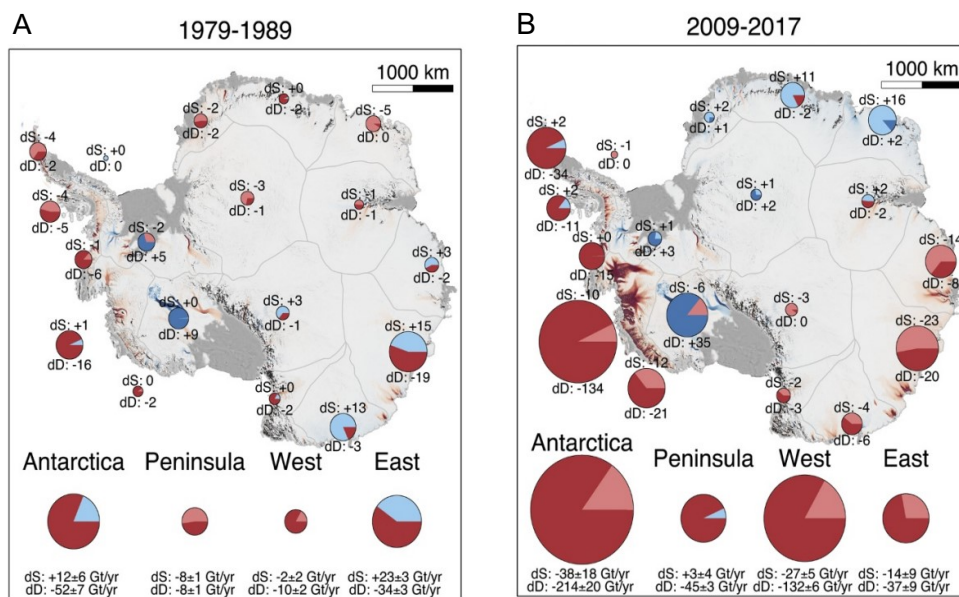 A
1979-1989
1000 km
dS: +0
dD: -2
dS: -2
dD: -2
dS: -5
dD: 0
dS: -4
dD: -2
dS: +0
dD: 0
dS: -4
dD: -5
dS: -3
dD: -1
dS: -1
dD: -1
dS: -1
dD: -6
dS: -2
dD: +5
dS: +3
dD: -2
dS: +0
dD: +9
dS: +3
dD: -1
dS: +1
dD: -16
dS: +15
dD: -19
dS: 0
dD: -2
dS: +0
dD: -2
dS: +13
dD: -3
Antarctica
Peninsula
West
East
dS: +12±6 Gt/yr
dD: -52±7 Gt/yr
dS: -8±1 Gt/yr
dD: -8±1 Gt/yr
dS: -2±2 Gt/yr
dD: -10±2 Gt/yr
dS: +23±3 Gt/yr
dD: -34±3 Gt/yr
B
2009-2017
1000 km
dS: +11
dD: -2
dS: +2
dD: +1
dS: +16
dD: +2
dS: +2
dD: -34
dS: -1
dD: 0
dS: +2
dD: -11
dS: +1
dD: +2
dS: +2
dD: -2
dS: +0
dD: -15
dS: +1
dD: +3
dS: -14
dD: -8
dS: -10
dD: -134
dS: -6
dD: +35
dS: -3
dD: 0
dS: -23
dD: -20
dS: -12
dD: -21
dS: -2
dD: -3
dS: -4
dD: -6
Antarctica
Peninsula
West
East
dS: -38±18 Gt/yr
dD: -214±20 Gt/yr
dS: +3±4 Gt/yr
dD: -45±3 Gt/yr
dS: -27±5 Gt/yr
dD: -132±6 Gt/yr
dS: -14±9 Gt/yr
dD: -37±9 Gt/yr